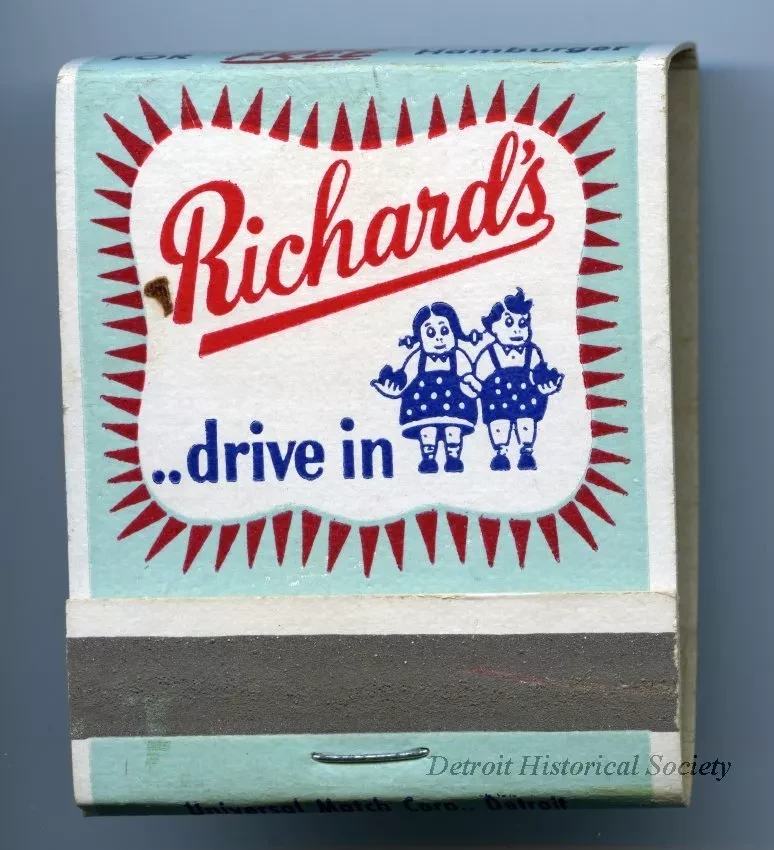 FOR FREE Hamburger
Richard's
..drive in
Detroit Historical Society
Universal Match Corp., Detroit